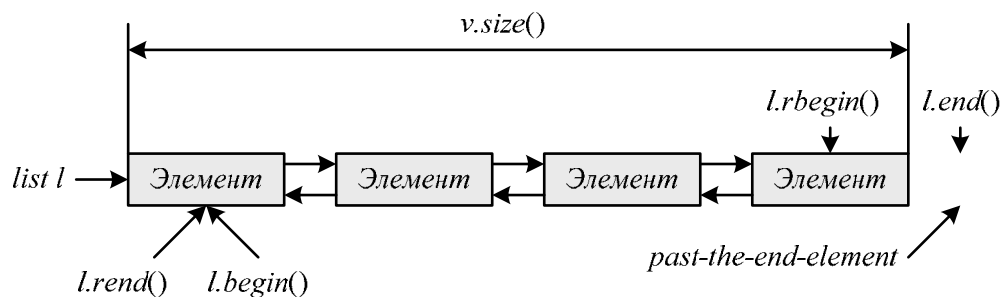 v.size()
l.rbegin()
l.end()
list l
Элемент
Элемент
Элемент
Элемент
l.rend()
l.begin()
past-the-end-element